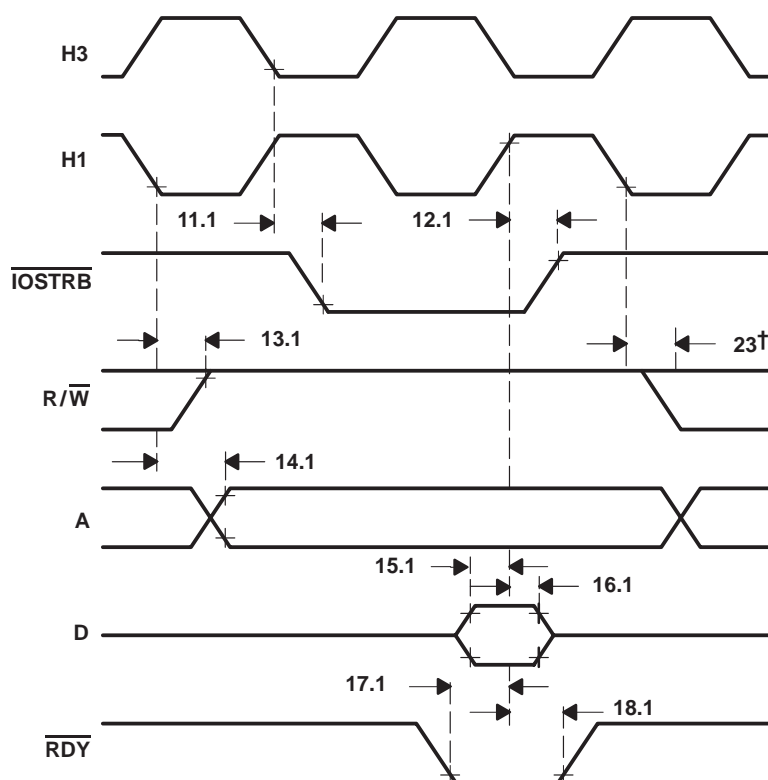 H3
H1
11.1 12.1
IOSTRB
13.1 23†
R/W
14.1
A
15.1
16.1
D
17.1
18.1
RDY